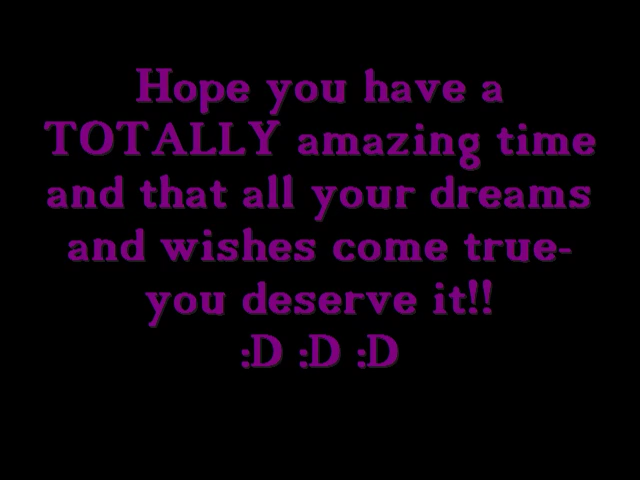 Hope you have a
TOTALLY amazing time
and that all your dreams
and wishes come true-
you deserve it!!
:D :D :D